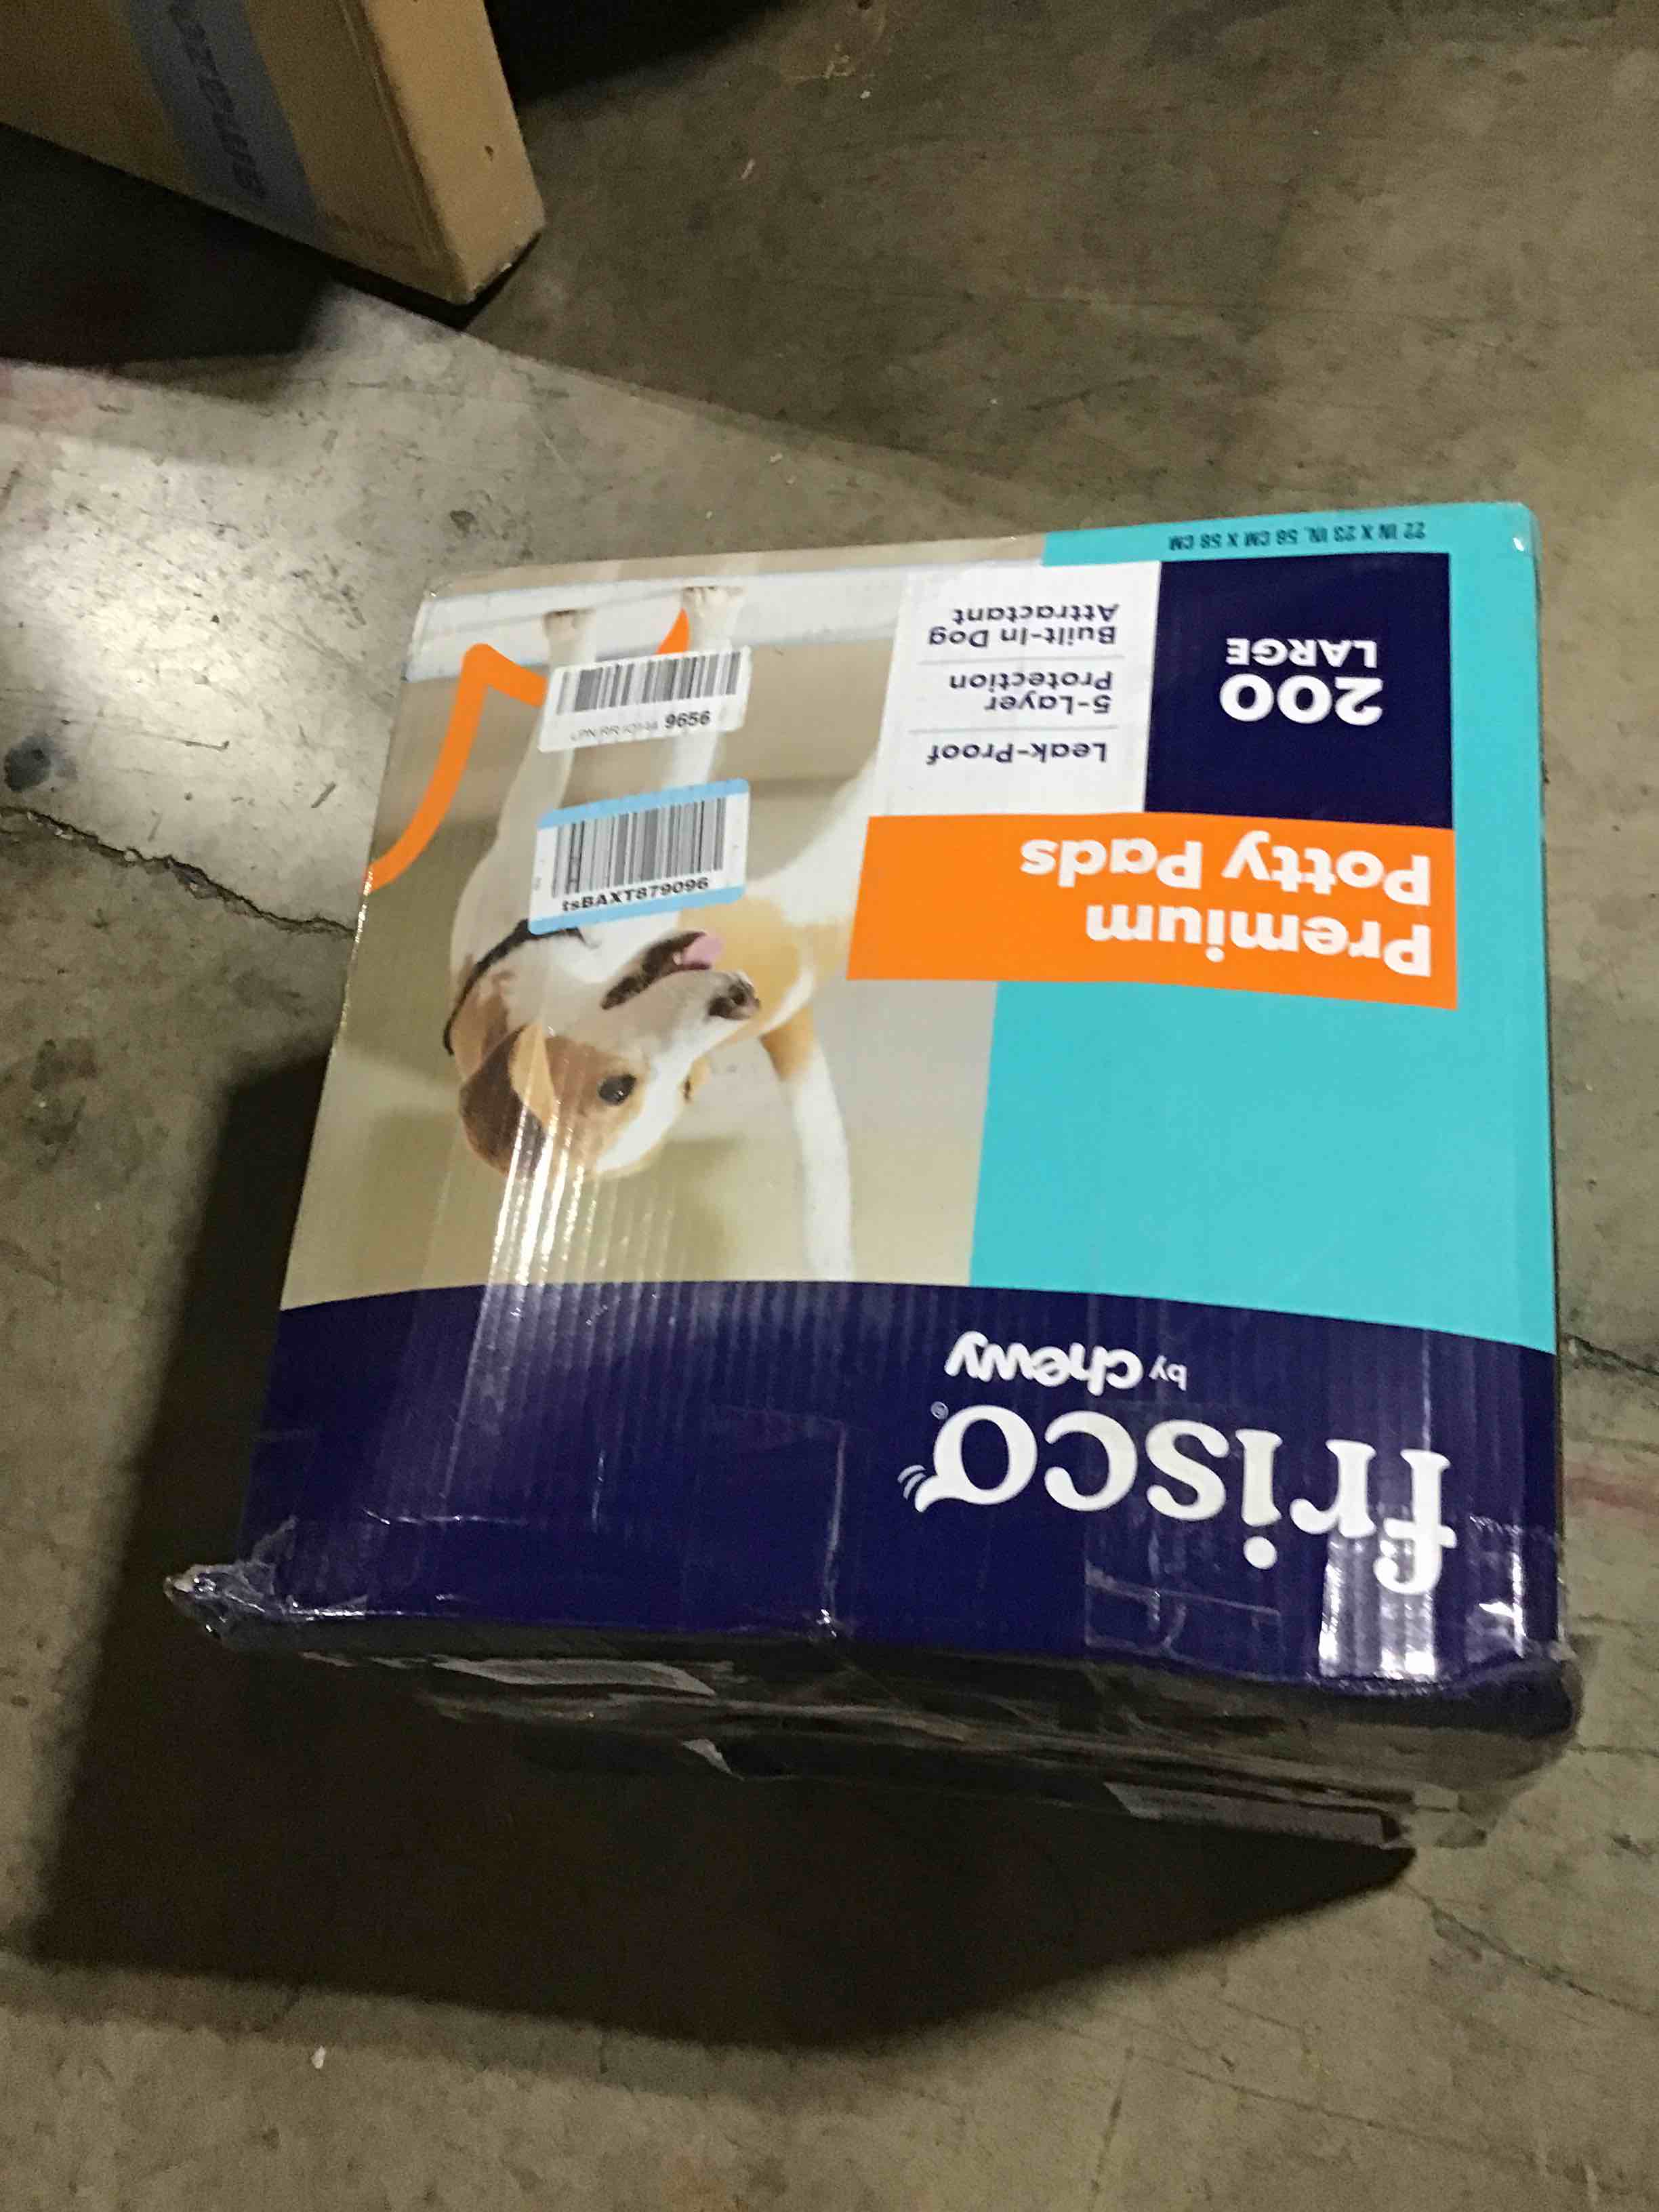 frisco®
by chewy
Premium
Potty Pads
Leak-Proof
5-Layer
Protection
Built-In Dog
Attractant
200
LARGE
22 IN X 23 IN, 56 CM X 58 CM
tsBAXT879096
9656